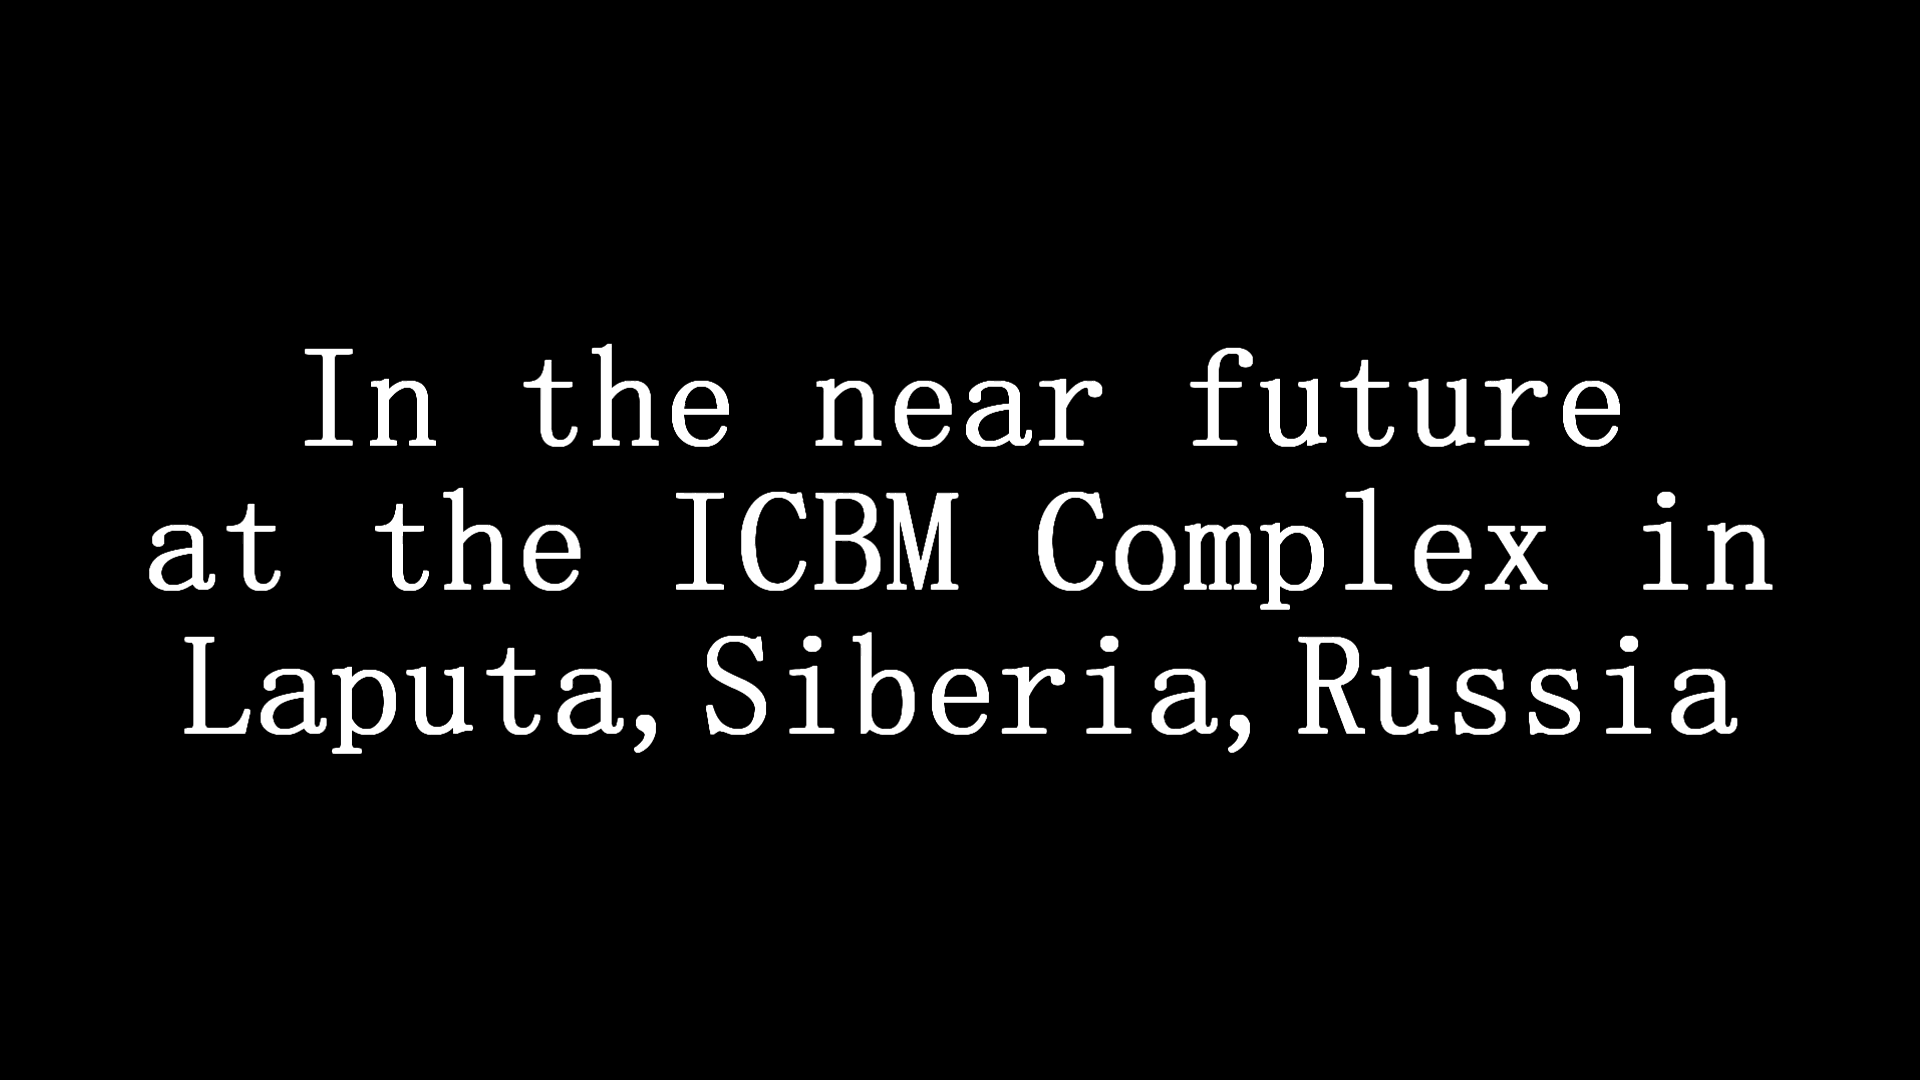 In the near future
at the ICBM Complex in
Laputa,Siberia,Russia